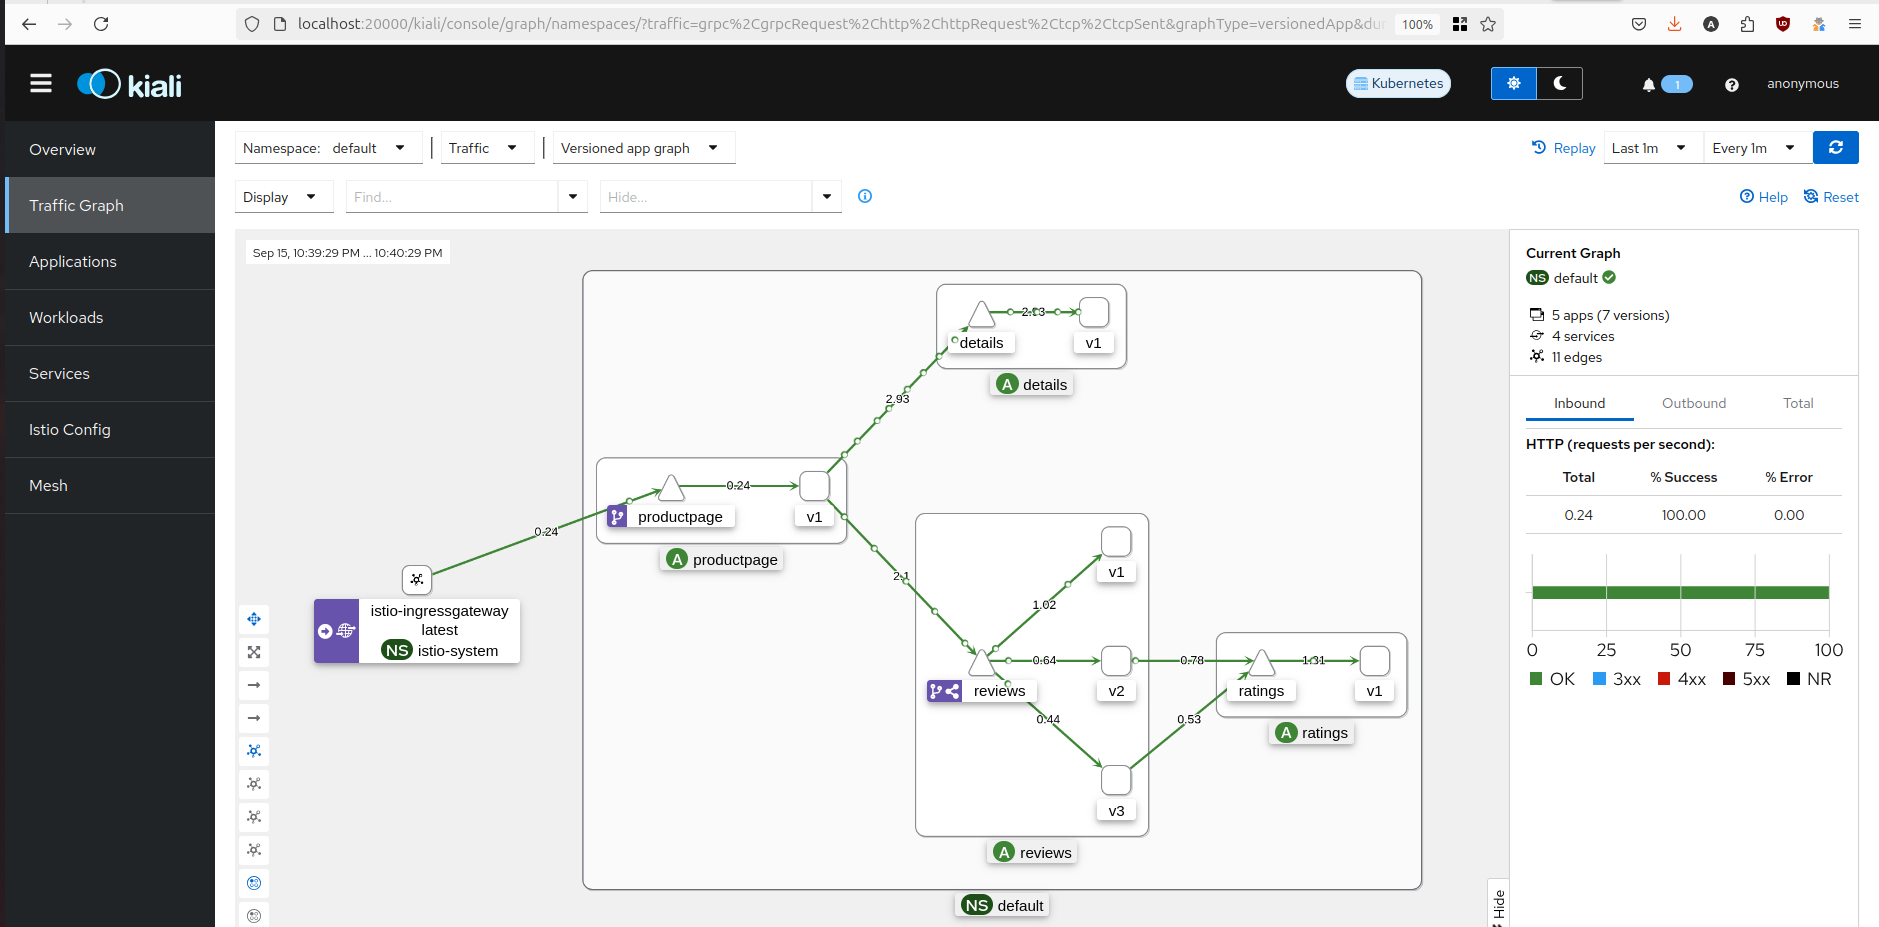 localhost:20000/kiali/console/graph/namespaces/?traffic=grpc%2CgrpcRequest%2Chttp%2ChttpRequest%2Ctcp%2CtcpSent&graphType=versionedApp&du
100%
kiali
Kubernetes
1
anonymous
Overview
Traffic Graph
Applications
Workloads
Services
Istio Config
Mesh
Namespace: default
Traffic
Versioned app graph
Replay
Last 1m
Every 1m
Display
Find...
Hide...
Help
Reset
Sep 15, 10:39:29 PM ... 10:40:29 PM
2.93
details
v1
A details
2.93
0.24
productpage
v1
A productpage
0.24
istio-ingressgateway
latest
NS istio-system
2.1
v1
1.02
0.64
reviews
v2
0.44
v3
A reviews
0.78
0.53
1.31
ratings
v1
A ratings
NS default
Hide
Current Graph
NS default
5 apps (7 versions)
4 services
11 edges
Inbound
Outbound
Total
HTTP (requests per second):
Total % Success % Error
0.24 100.00 0.00
0 25 50 75 100
OK 3xx 4xx 5xx NR